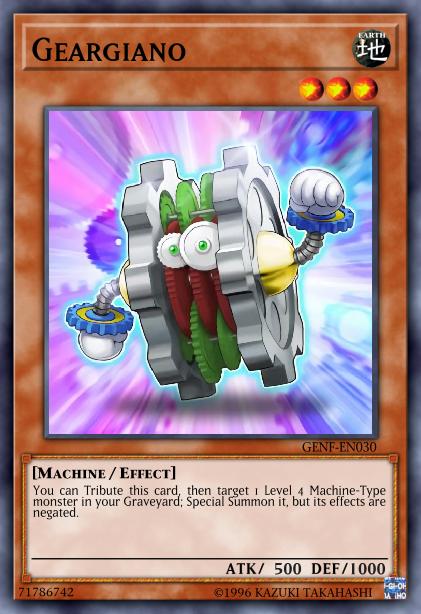 GEARGIANO
EARTH
地
GENF-EN030
[MACHINE / EFFECT]
You can Tribute this card, then target 1 Level 4 Machine-Type
monster in your Graveyard; Special Summon it, but its effects are
negated.
ATK/ 500 DEF/1000
71786742
©1996 KAZUKI TAKAHASHI